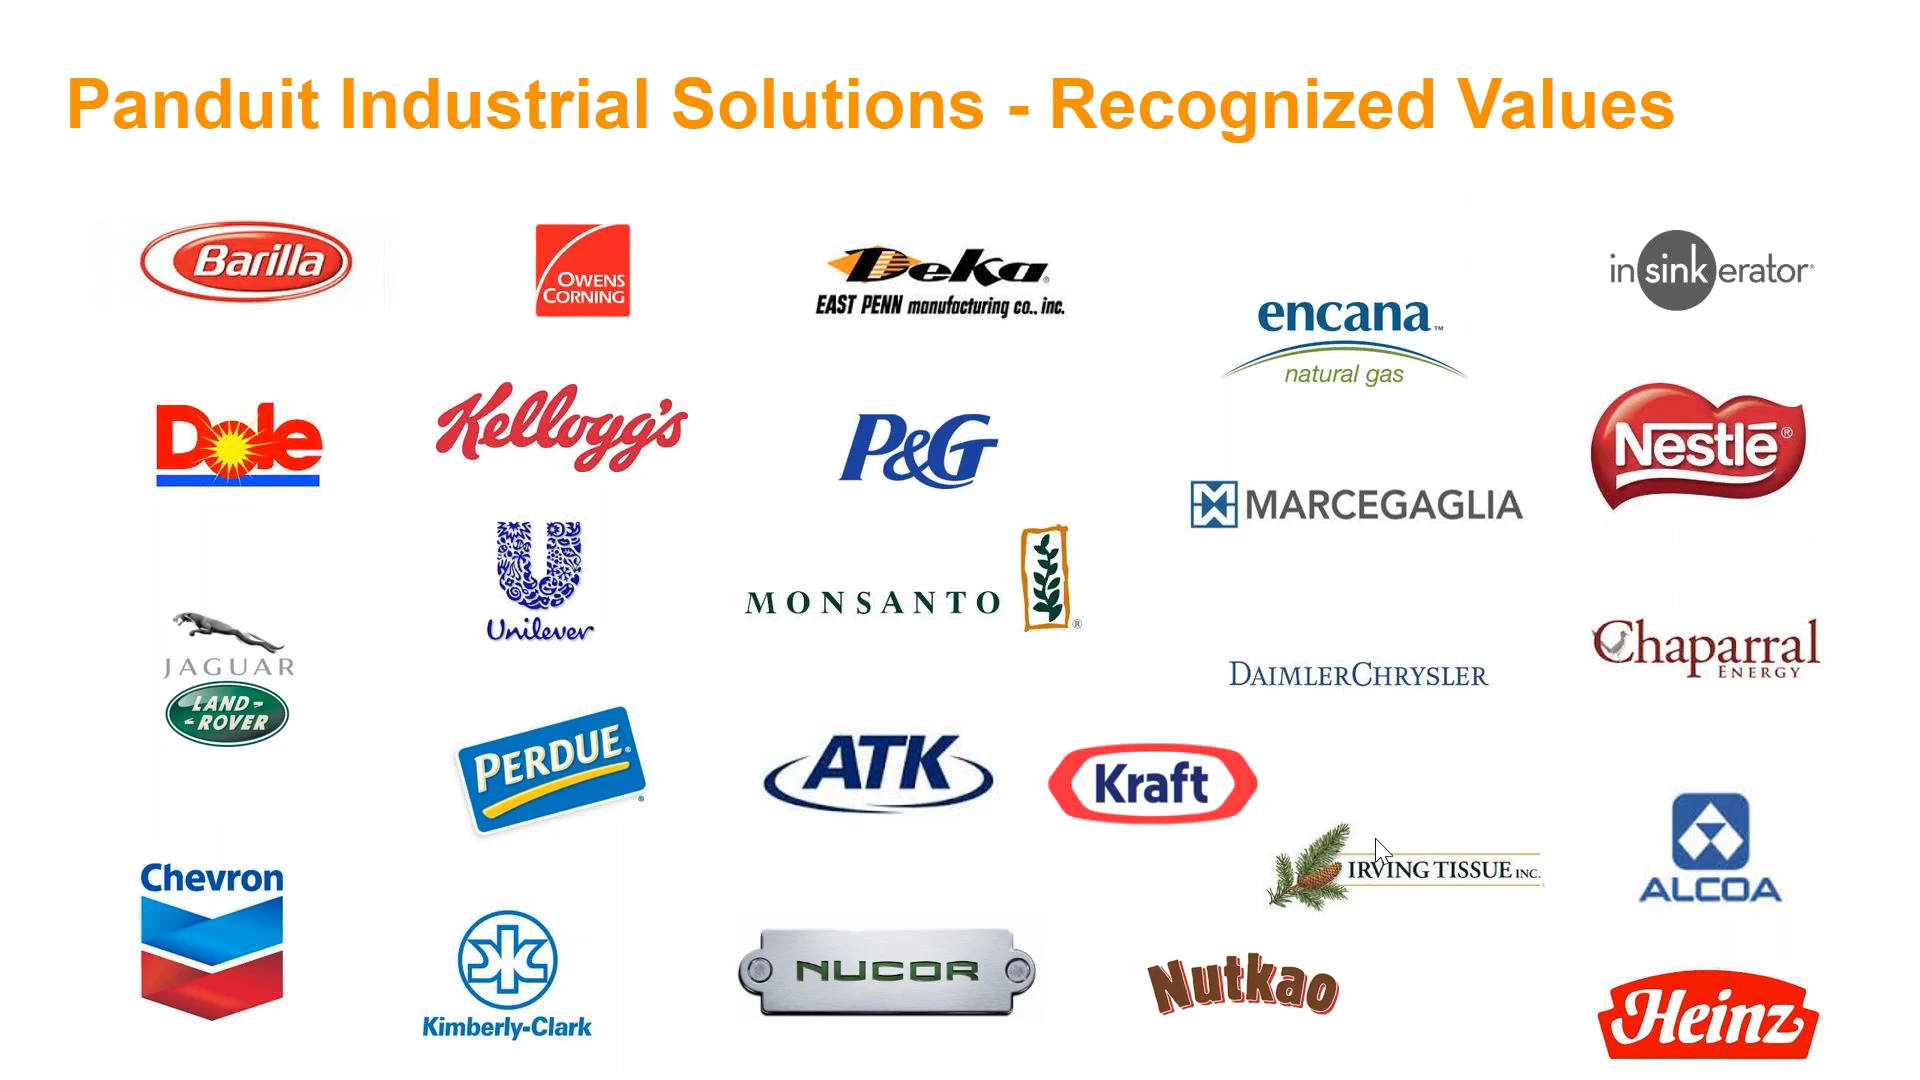 Panduit Industrial Solutions - Recognized Values
Barilla
OWENS
CORNING
Deka®
EAST PENN manufacturing co., inc.
encana™
natural gas
insinkerator®
Dole
Kellogg's
P&G
MARCEGAGLIA
Nestlé®
Unilever
MONSANTO ®
JAGUAR
LAND-
-ROVER
DAIMLERCHRYSLER
Chaparral
ENERGY
PERDUE®
ATK
Kraft
IRVING TISSUE INC.
ALCOA
Chevron
Kimberly-Clark
NUCOR
Nutkao
Heinz